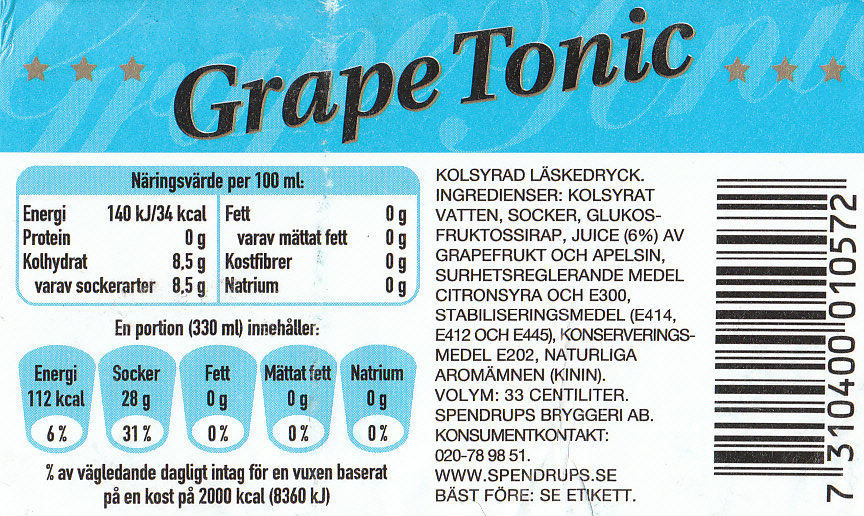 Grape Tonic
Näringsvärde per 100 ml:
Energi 140 kJ/34 kcal
Protein 0 g
Kolhydrat 8,5 g
varav sockerarter 8,5 g
Fett 0 g
varav mättat fett 0 g
Kostfibrer 0 g
Natrium 0 g
En portion (330 ml) innehåller:
Energi
112 kcal
6 %
Socker
28 g
31 %
Fett
0 g
0 %
Mättat fett
0 g
0 %
Natrium
0 g
0 %
% av vägledande dagligt intag för en vuxen baserat
på en kost på 2000 kcal (8360 kJ)
KOLSYRAD LÄSKEDRYCK.
INGREDIENSER: KOLSYRAT
VATTEN, SOCKER, GLUKOS-
FRUKTOSSIRAP, JUICE (6%) AV
GRAPEFRUKT OCH APELSIN,
SURHETSREGLERANDE MEDEL
CITRONSYRA OCH E300,
STABILISERINGSMEDEL (E414,
E412 OCH E445), KONSERVERINGS-
MEDEL E202, NATURLIGA
AROMÄMNEN (KININ).
VOLYM: 33 CENTILITER.
SPENDRUPS BRYGGERI AB.
KONSUMENTKONTAKT:
020-78 98 51.
WWW.SPENDRUPS.SE
BÄST FÖRE: SE ETIKETT.
7 310400 010572